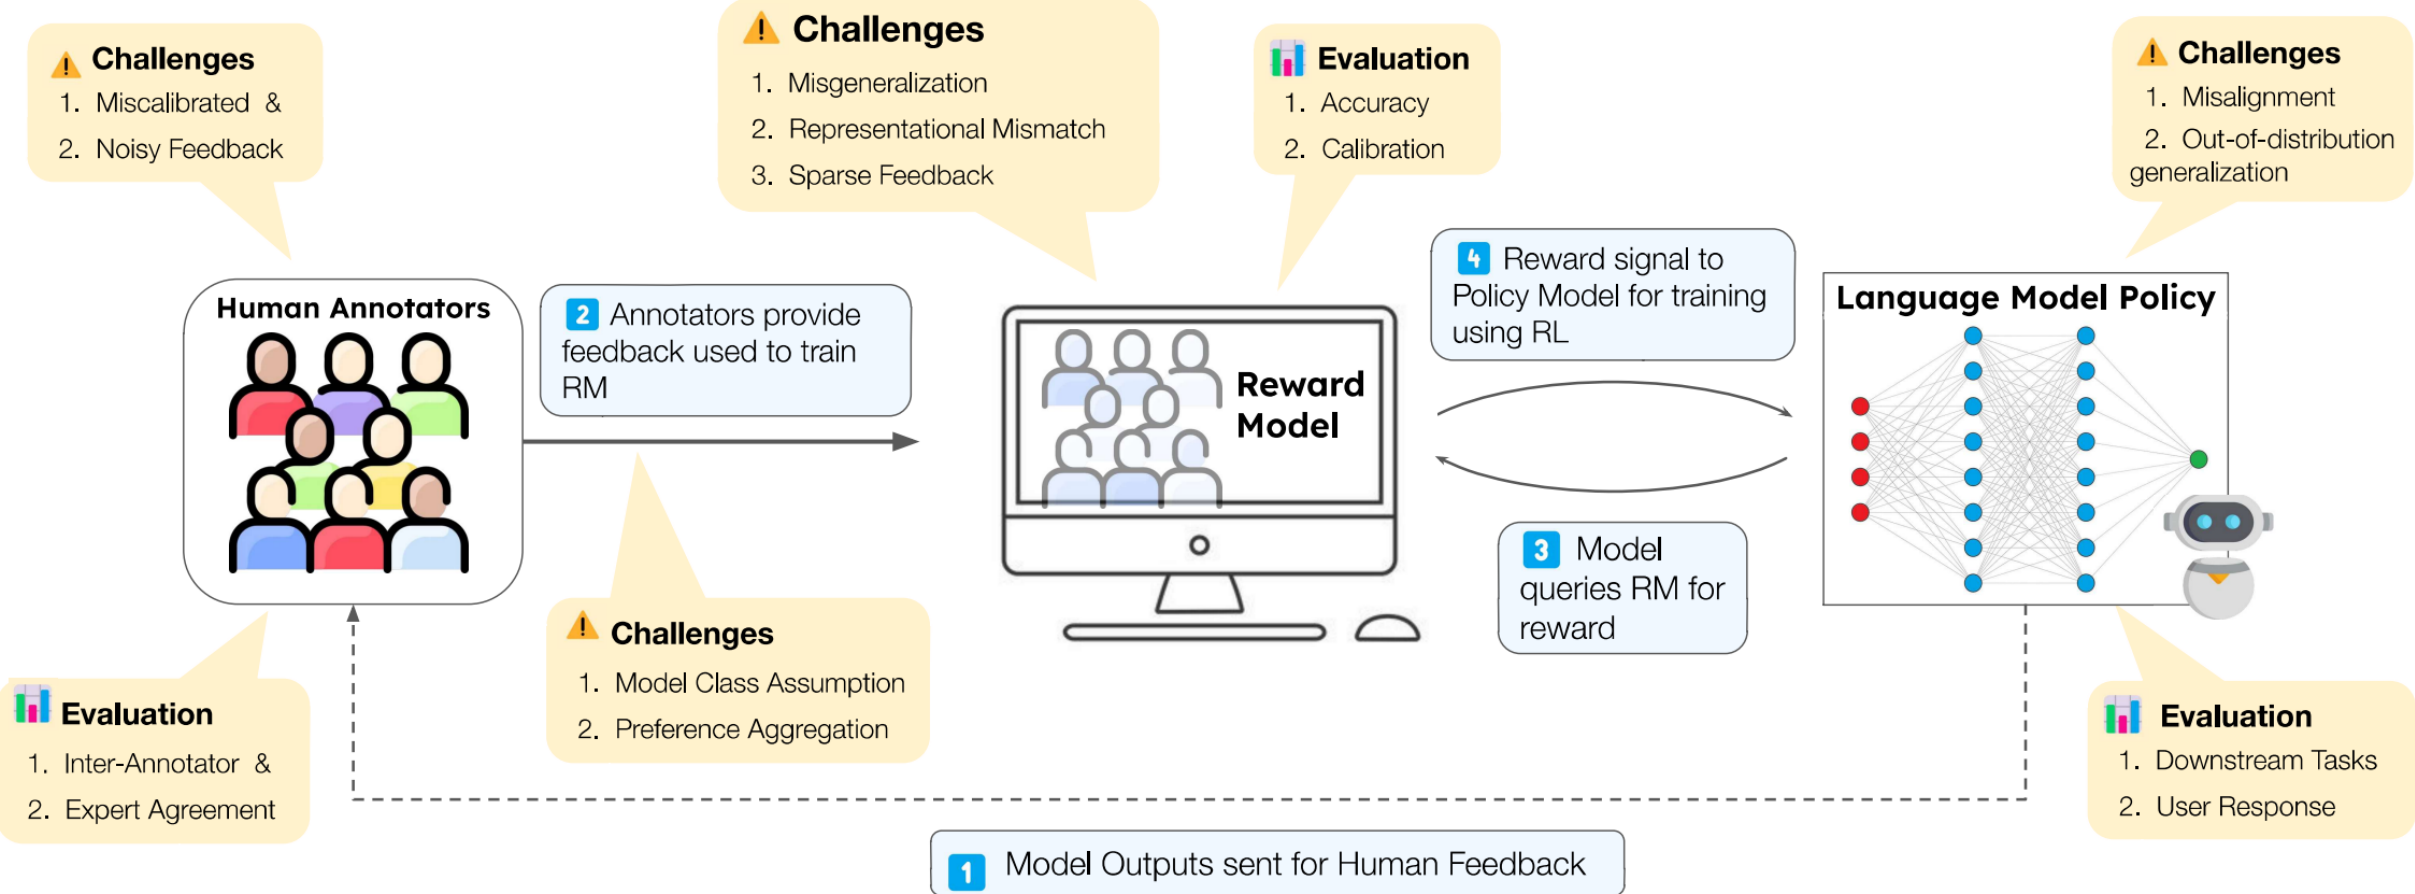 Challenges
1. Miscalibrated &
2. Noisy Feedback
Challenges
1. Misgeneralization
2. Representational Mismatch
3. Sparse Feedback
Evaluation
1. Accuracy
2. Calibration
Challenges
1. Misalignment
2. Out-of-distribution
generalization
Human Annotators
2 Annotators provide
feedback used to train
RM
Reward
Model
4 Reward signal to
Policy Model for training
using RL
3 Model
queries RM for
reward
Language Model Policy
Evaluation
1. Inter-Annotator &
2. Expert Agreement
Challenges
1. Model Class Assumption
2. Preference Aggregation
Evaluation
1. Downstream Tasks
2. User Response
1 Model Outputs sent for Human Feedback